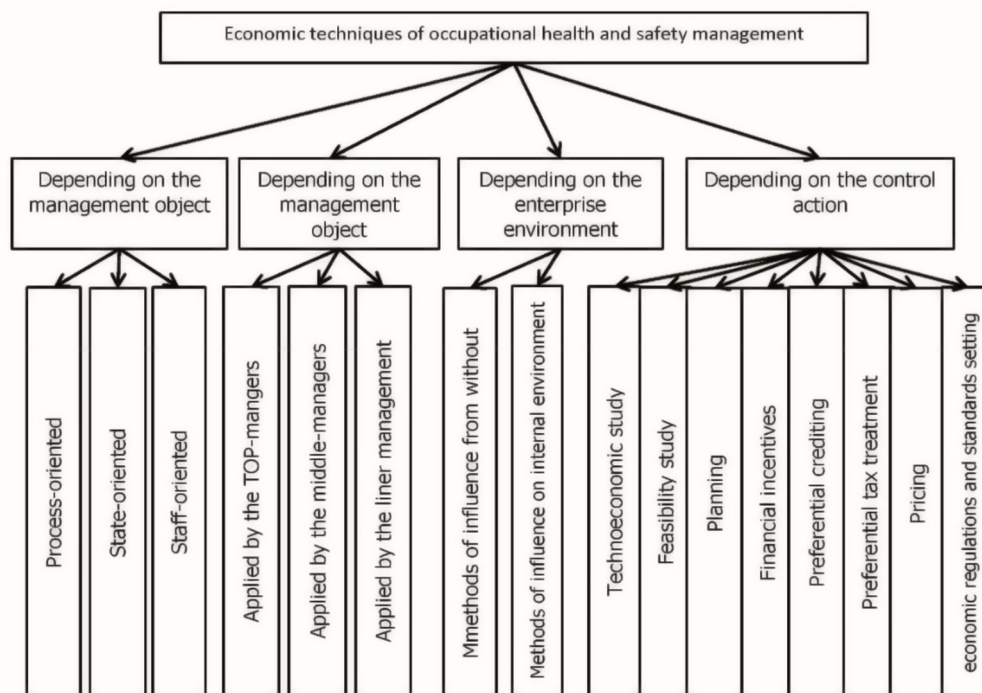 Economic techniques of occupational health and safety management
Depending on the
management object
Depending on the
management
object
Depending on the
enterprise
environment
Depending on the control
action
Process-oriented
State-oriented
Staff-oriented
Applied by the TOP-mangers
Applied by the middle-managers
Applied by the liner management
Mmethods of influence from without
Methods of influence on internal environment
Technoeconomic study
Feasibility study
Planning
Financial incentives
Preferential crediting
Preferential tax treatment
Pricing
economic regulations and standards setting